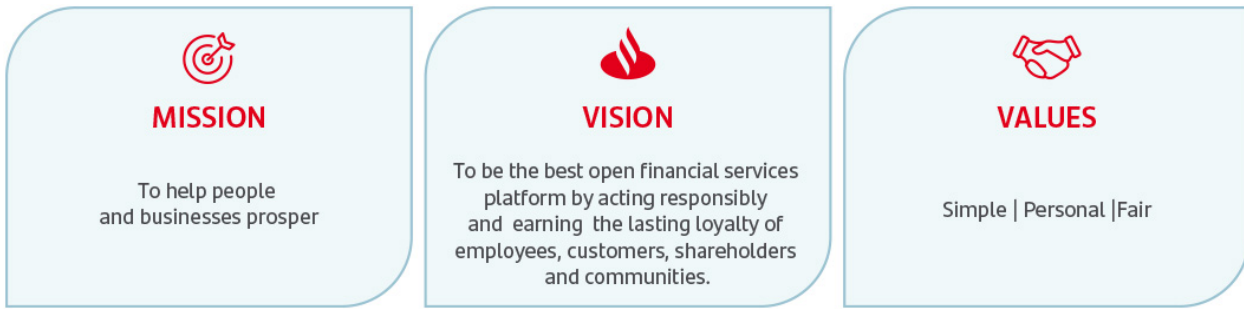 MISSION
To help people
and businesses prosper
VISION
To be the best open financial services
platform by acting responsibly
and earning the lasting loyalty of
employees, customers, shareholders
and communities.
VALUES
Simple | Personal |Fair